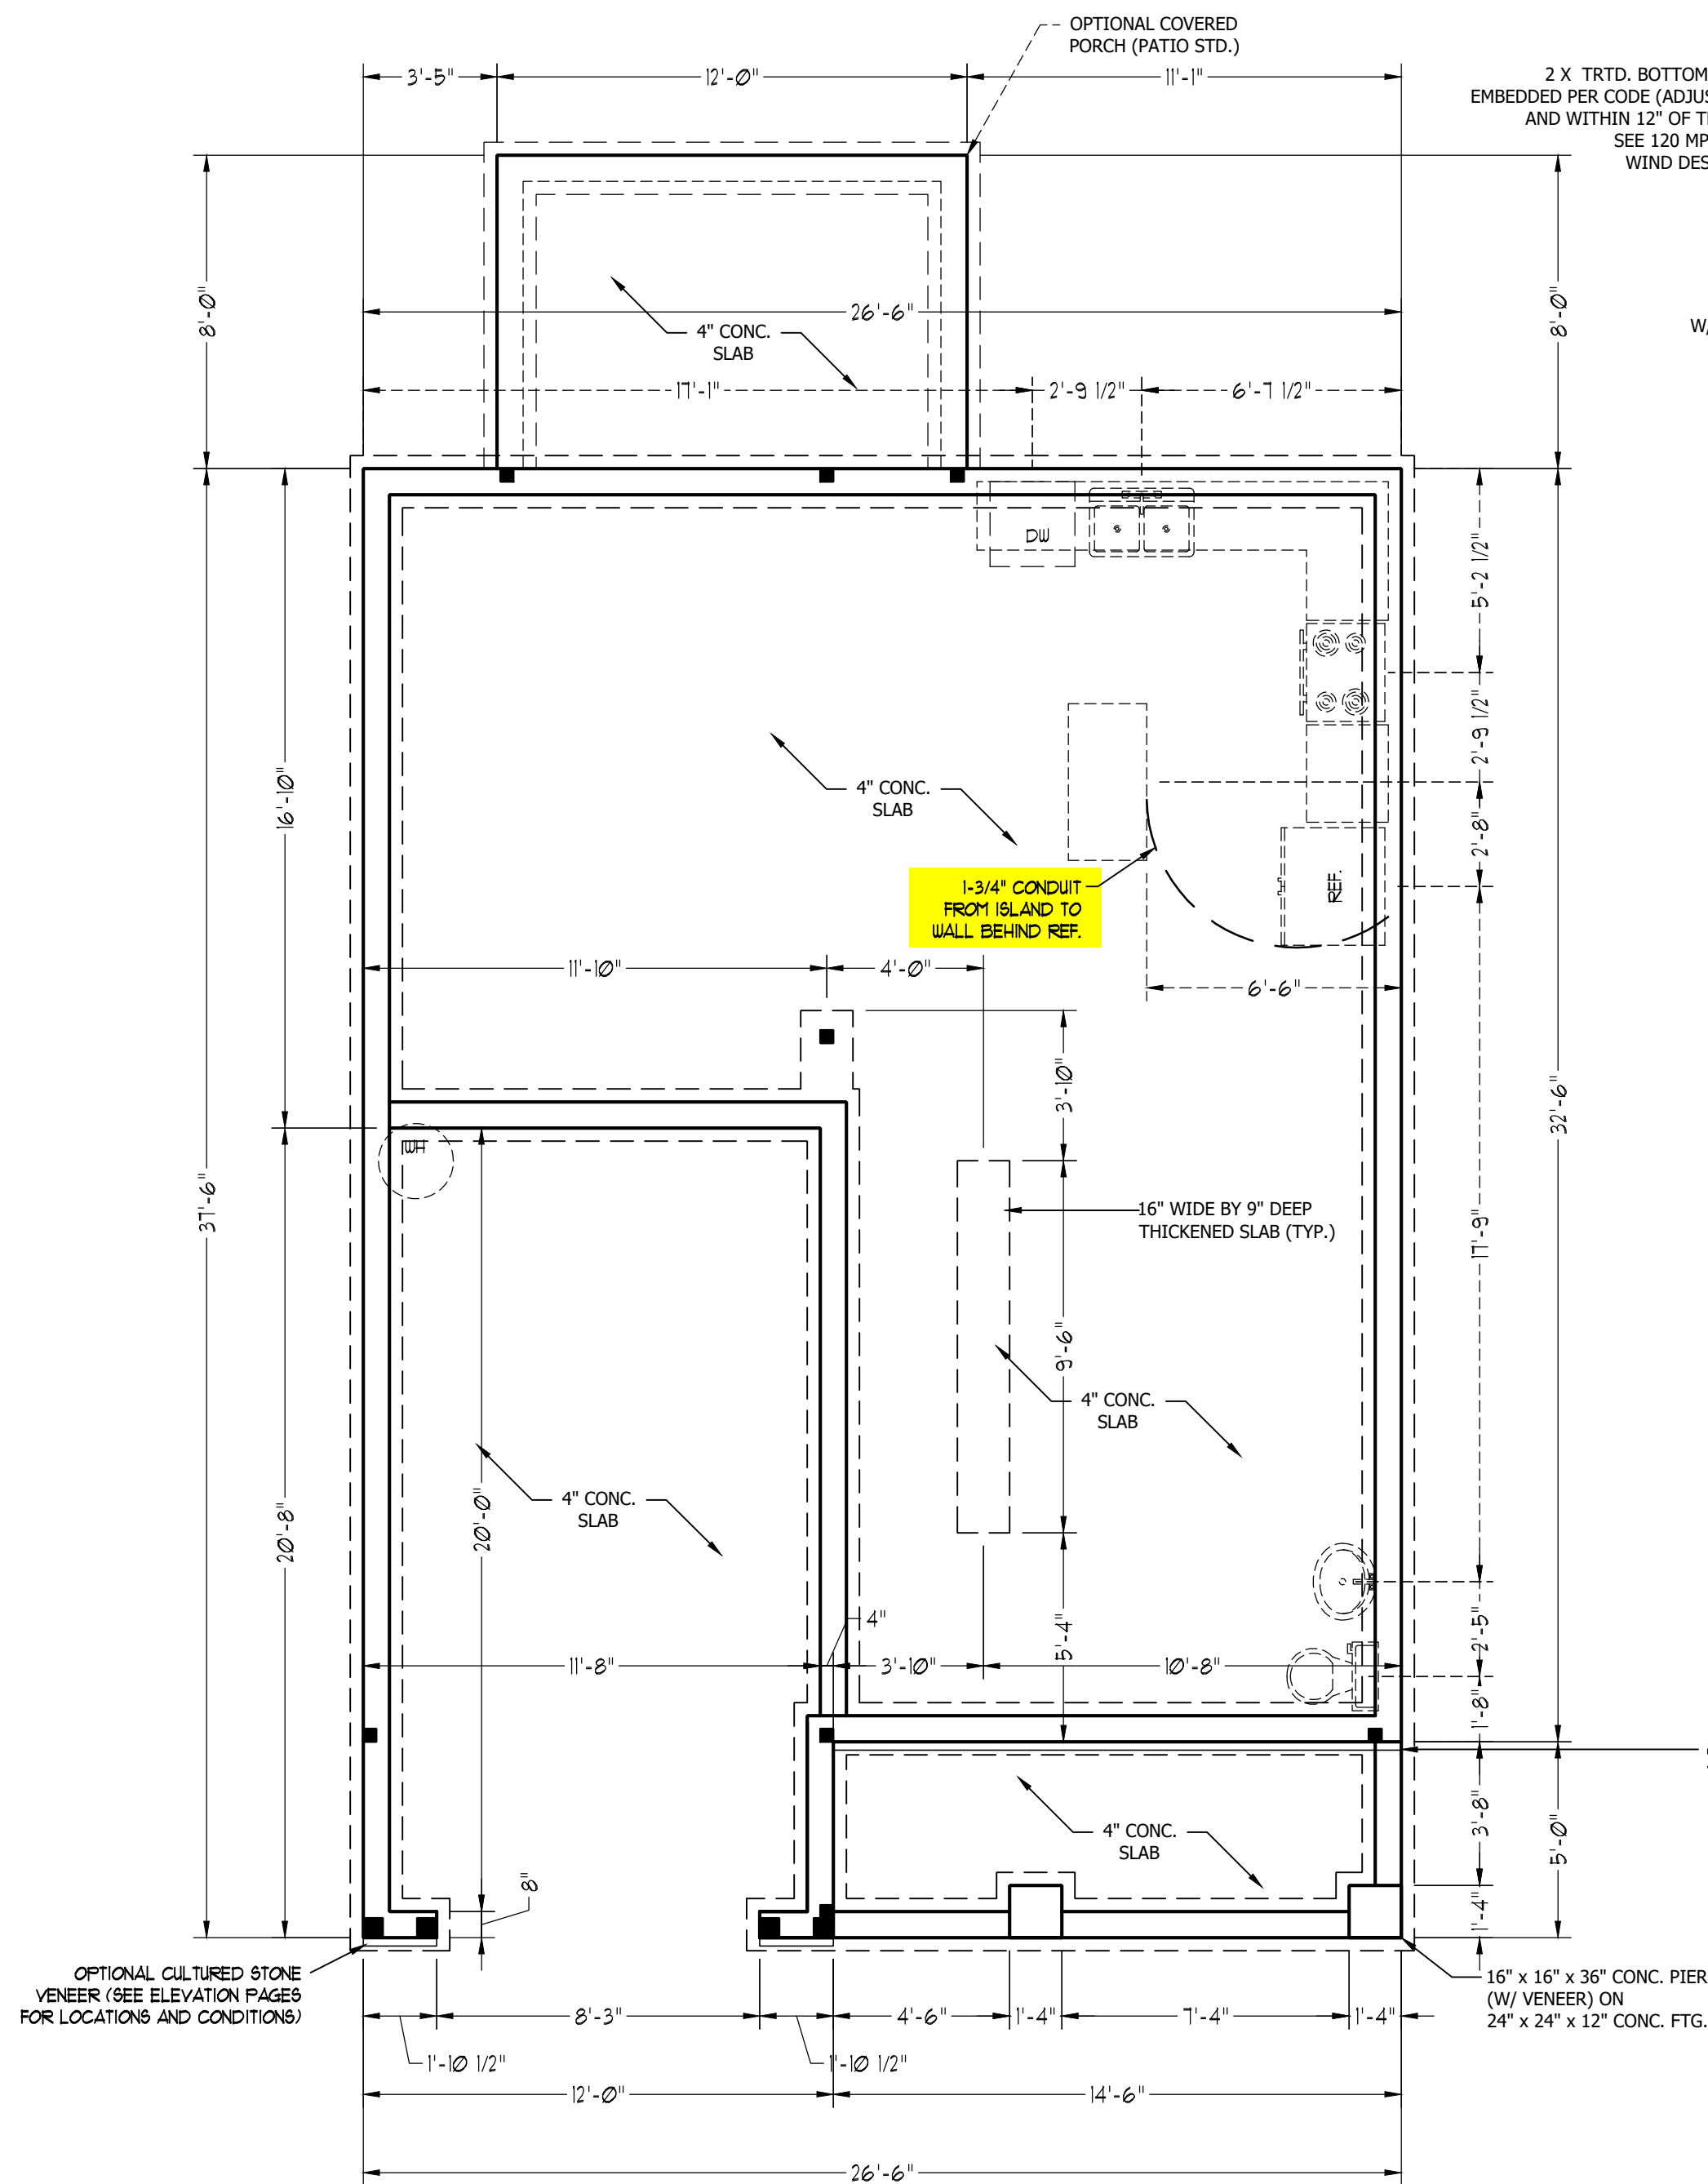 OPTIONAL COVERED
PORCH (PATIO STD.)
3'-5"
12'-0"
11'-1"
2 X TRTD. BOTTOM
EMBEDDED PER CODE (ADJUS
AND WITHIN 12" OF T
SEE 120 MP
WIND DES
8'-0"
26'-6"
8'-0"
4" CONC.
SLAB
W/
17'-1"
2'-9 1/2"
6'-7 1/2"
DW
5'-2 1/2"
16'-10"
2'-9 1/2"
4" CONC.
SLAB
2'-8"
REF.
1-3/4" CONDUIT
FROM ISLAND TO
WALL BEHIND REF.
11'-10"
4'-0"
6'-6"
3'-10"
32'-6"
WH
37'-6"
16" WIDE BY 9" DEEP
THICKENED SLAB (TYP.)
17'-9"
9'-6"
4" CONC.
SLAB
4" CONC.
SLAB
20'-8"
20'-0"
4"
5'-4"
2'-5"
11'-8"
3'-10"
10'-8"
1'-8"
3'-8"
4" CONC.
SLAB
5'-0"
8"
1'-4"
OPTIONAL CULTURED STONE
VENEER (SEE ELEVATION PAGES
FOR LOCATIONS AND CONDITIONS)
16" x 16" x 36" CONC. PIER
(W/ VENEER) ON
24" x 24" x 12" CONC. FTG.
8'-3"
4'-6"
1'-4"
7'-4"
1'-4"
1'-10 1/2"
1'-10 1/2"
12'-0"
14'-6"
26'-6"